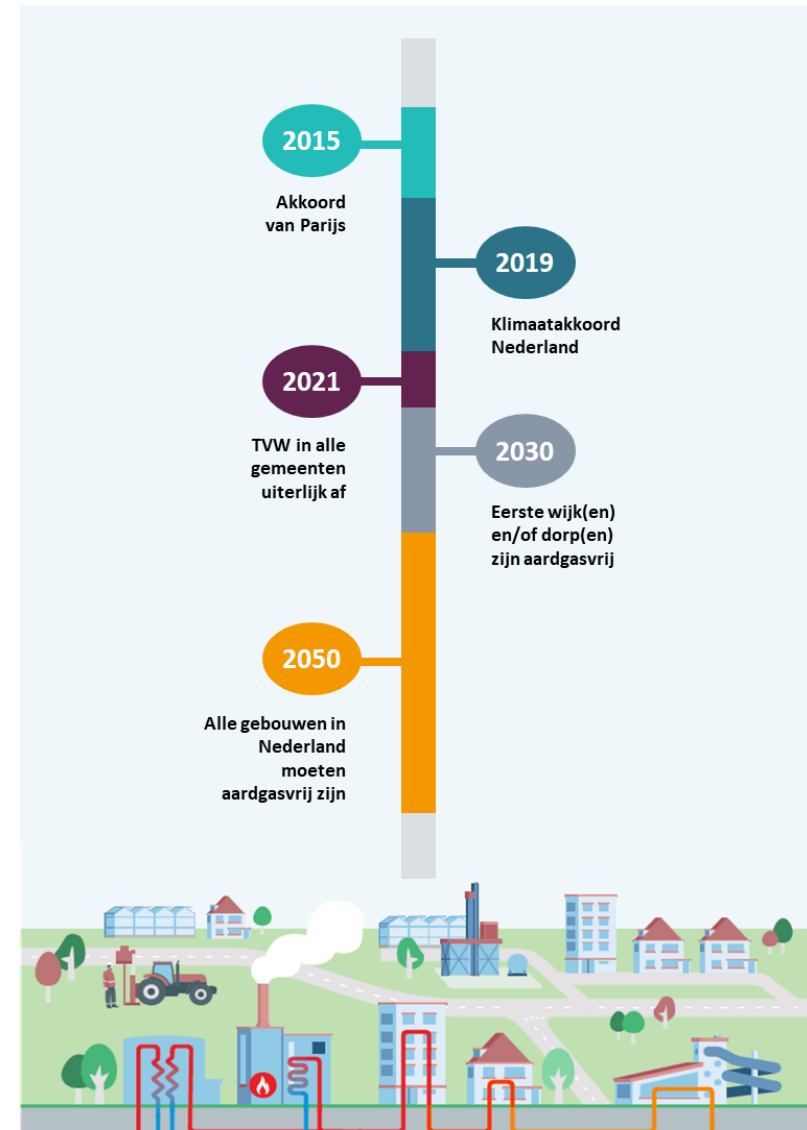 2015
Akkoord
van Parijs
2019
Klimaatakkoord
Nederland
2021
TVW in alle
gemeenten
uiterlijk af
2030
Eerste wijk(en)
en/of dorp(en)
zijn aardgasvrij
2050
Alle gebouwen in
Nederland
moeten
aardgasvrij zijn